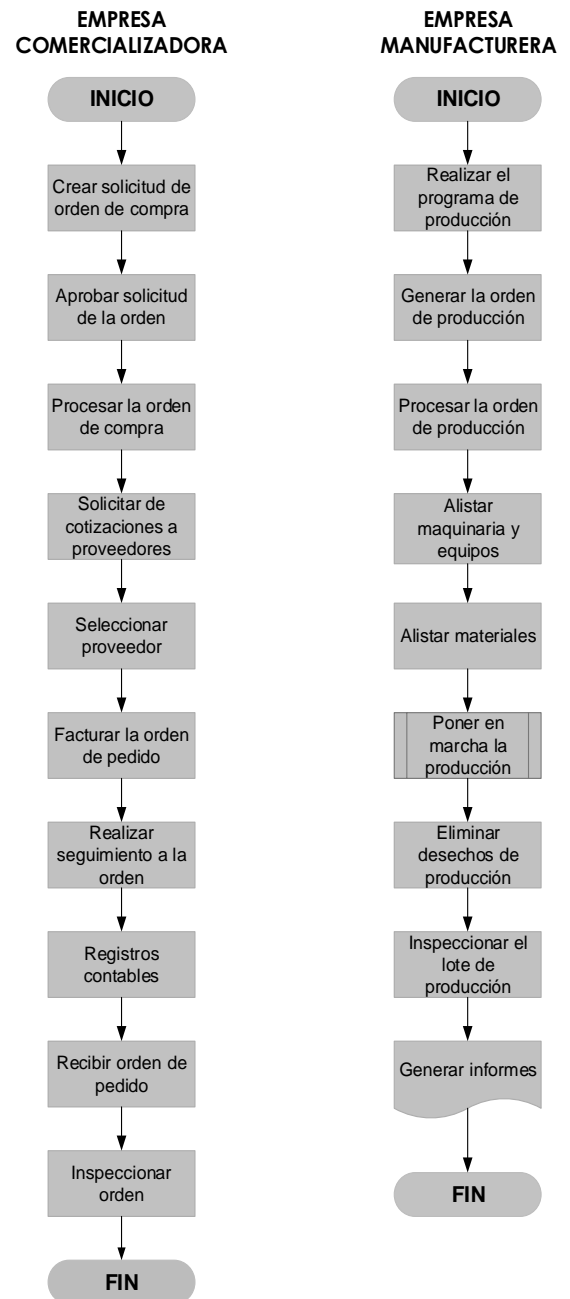 EMPRESA
COMERCIALIZADORA
INICIO
Crear solicitud de
orden de compra
Aprobar solicitud
de la orden
Procesar la orden
de compra
Solicitar de
cotizaciones a
proveedores
Seleccionar
proveedor
Facturar la orden
de pedido
Realizar
seguimiento a la
orden
Registros
contables
Recibir orden de
pedido
Inspeccionar
orden
FIN
EMPRESA
MANUFACTURERA
INICIO
Realizar el
programa de
producción
Generar la orden
de producción
Procesar la orden
de producción
Alistar
maquinaria y
equipos
Alistar materiales
Poner en
marcha la
producción
Eliminar
desechos de
producción
Inspeccionar el
lote de
producción
Generar informes
FIN